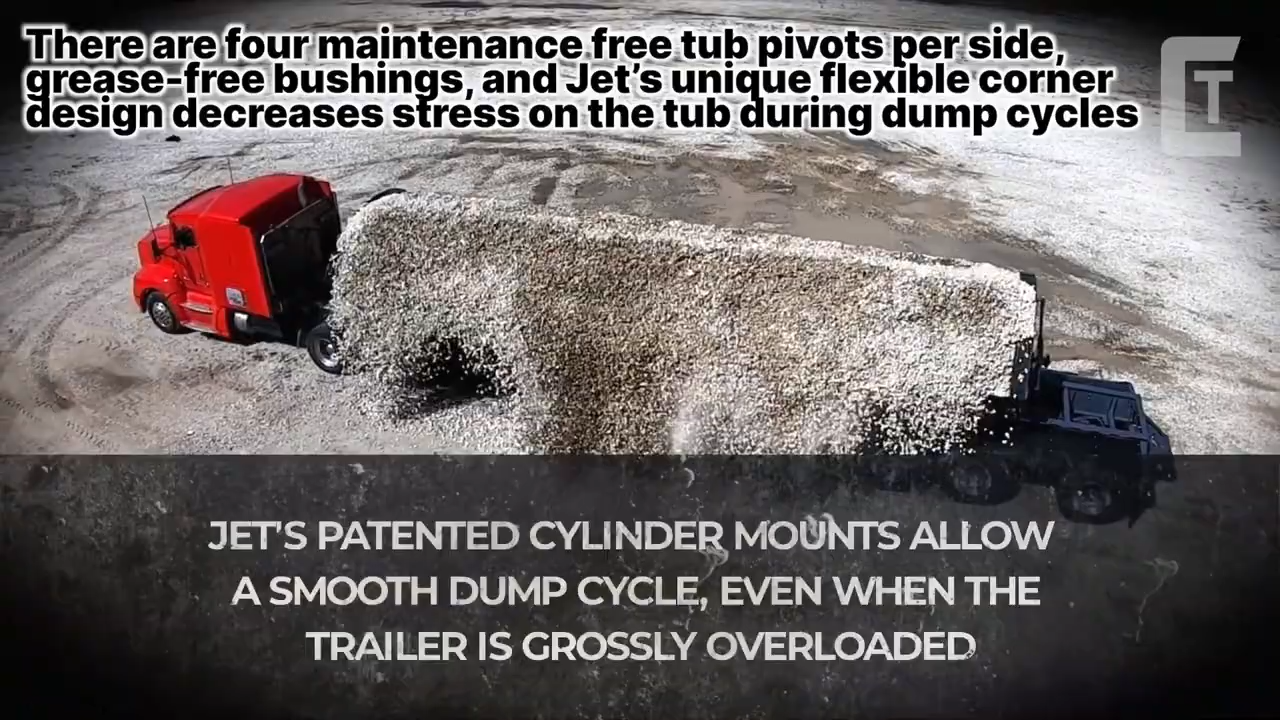 There are four maintenance free tub pivots per side,
grease-free bushings, and Jet's unique flexible corner
design decreases stress on the tub during dump cycles
CT
JET'S PATENTED CYLINDER MOUNTS ALLOW
A SMOOTH DUMP CYCLE, EVEN WHEN THE
TRAILER IS GROSSLY OVERLOADED